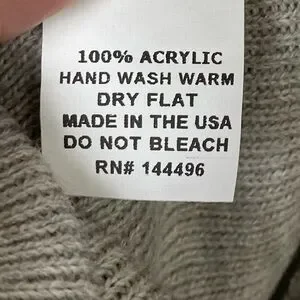 100% ACRYLIC
HAND WASH WARM
DRY FLAT
MADE IN THE USA
DO NOT BLEACH
RN# 144496